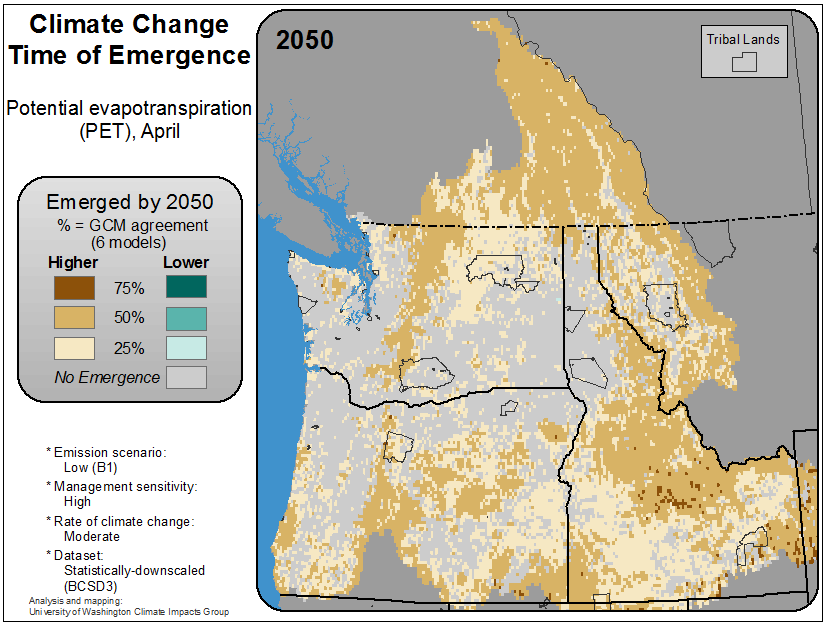 Climate Change
Time of Emergence
Potential evapotranspiration
(PET), April
Emerged by 2050
% = GCM agreement
(6 models)
Higher Lower
75%
50%
25%
No Emergence
* Emission scenario:
Low (B1)
* Management sensitivity:
High
* Rate of climate change:
Moderate
* Dataset:
Statistically-downscaled
(BCSD3)
Analysis and mapping:
University of Washington Climate Impacts Group
2050
Tribal Lands